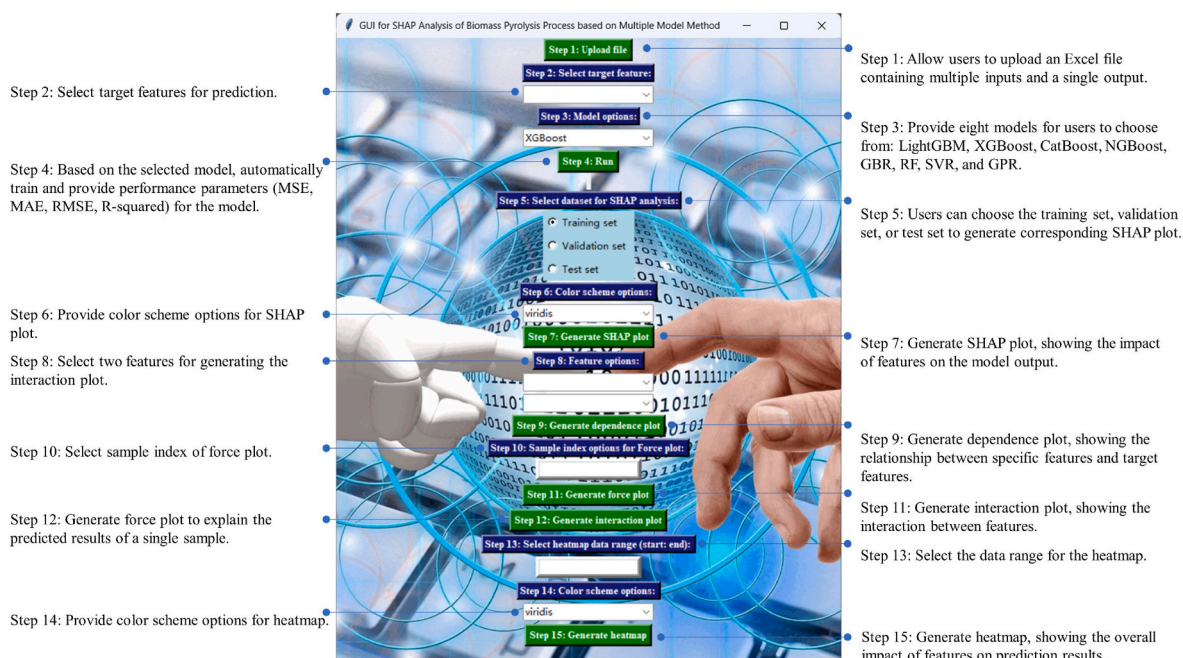 GUI for SHAP Analysis of Biomass Pyrolysis Process based on Multiple Model Method
Step 1: Upload file
Step 2: Select target feature:
Step 3: Model options:
XGBoost
Step 4: Run
Step 5: Select dataset for SHAP analysis:
Training set
Validation set
Test set
Step 6: Color scheme options:
viridis
Step 7: Generate SHAP plot
Step 8: Feature options:
Step 9: Generate dependence plot
Step 10: Sample index options for Force plot:
Step 11: Generate force plot
Step 12: Generate interaction plot
Step 13: Select heatmap data range (start: end):
Step 14: Color scheme options:
viridis
Step 15: Generate heatmap
Step 2: Select target features for prediction.
Step 4: Based on the selected model, automatically
train and provide performance parameters (MSE,
MAE, RMSE, R-squared) for the model.
Step 6: Provide color scheme options for SHAP
plot.
Step 8: Select two features for generating the
interaction plot.
Step 10: Select sample index of force plot.
Step 12: Generate force plot to explain the
predicted results of a single sample.
Step 14: Provide color scheme options for heatmap.
Step 1: Allow users to upload an Excel file
containing multiple inputs and a single output.
Step 3: Provide eight models for users to choose
from: LightGBM, XGBoost, CatBoost, NGBoost,
GBR, RF, SVR, and GPR.
Step 5: Users can choose the training set, validation
set, or test set to generate corresponding SHAP plot.
Step 7: Generate SHAP plot, showing the impact
of features on the model output.
Step 9: Generate dependence plot, showing the
relationship between specific features and target
features.
Step 11: Generate interaction plot, showing the
interaction between features.
Step 13: Select the data range for the heatmap.
Step 15: Generate heatmap, showing the overall
impact of features on prediction results.